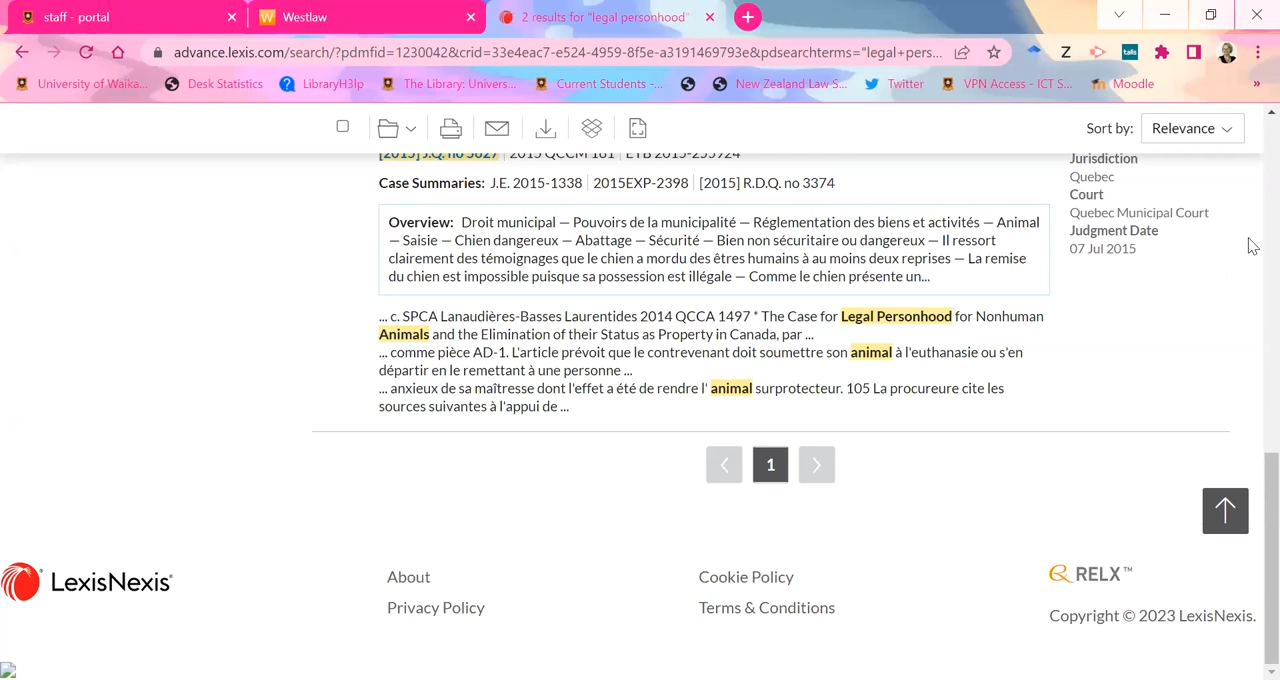 staff - portal
Westlaw
2 results for "legal personhood"
advance.lexis.com/search/?pdmfid=1230042&crid=33e4eac7-e524-4959-8f5e-a3191469793e&pdsearchterms="legal+pers...
University of Waika...
Desk Statistics
LibraryH3lp
The Library: Univers...
Current Students -...
New Zealand Law S...
Twitter
VPN Access - ICT S...
Moodle
»
Sort by: Relevance
[2015] J.Q. no 5627 | 2015 QCCM 161 | EYB 2015-255924
Case Summaries: J.E. 2015-1338 | 2015EXP-2398 | [2015] R.D.Q. no 3374
Overview: Droit municipal — Pouvoirs de la municipalité — Réglementation des biens et activités — Animal
— Saisie — Chien dangereux — Abattage — Sécurité — Bien non sécuritaire ou dangereux — Il ressort
clairement des témoignages que le chien a mordu des êtres humains à au moins deux reprises — La remise
du chien est impossible puisque sa possession est illégale — Comme le chien présente un...
... c. SPCA Lanaudières-Basses Laurentides 2014 QCCA 1497 * The Case for Legal Personhood for Nonhuman
Animals and the Elimination of their Status as Property in Canada, par ...
... comme pièce AD-1. L'article prévoit que le contrevenant doit soumettre son animal à l'euthanasie ou s'en
départir en le remettant à une personne ...
... anxieux de sa maîtresse dont l'effet a été de rendre l' animal surprotecteur. 105 La procureure cite les
sources suivantes à l'appui de ...
Jurisdiction
Quebec
Court
Quebec Municipal Court
Judgment Date
07 Jul 2015
1
LexisNexis®
About
Privacy Policy
Cookie Policy
Terms & Conditions
RELX™
Copyright © 2023 LexisNexis.